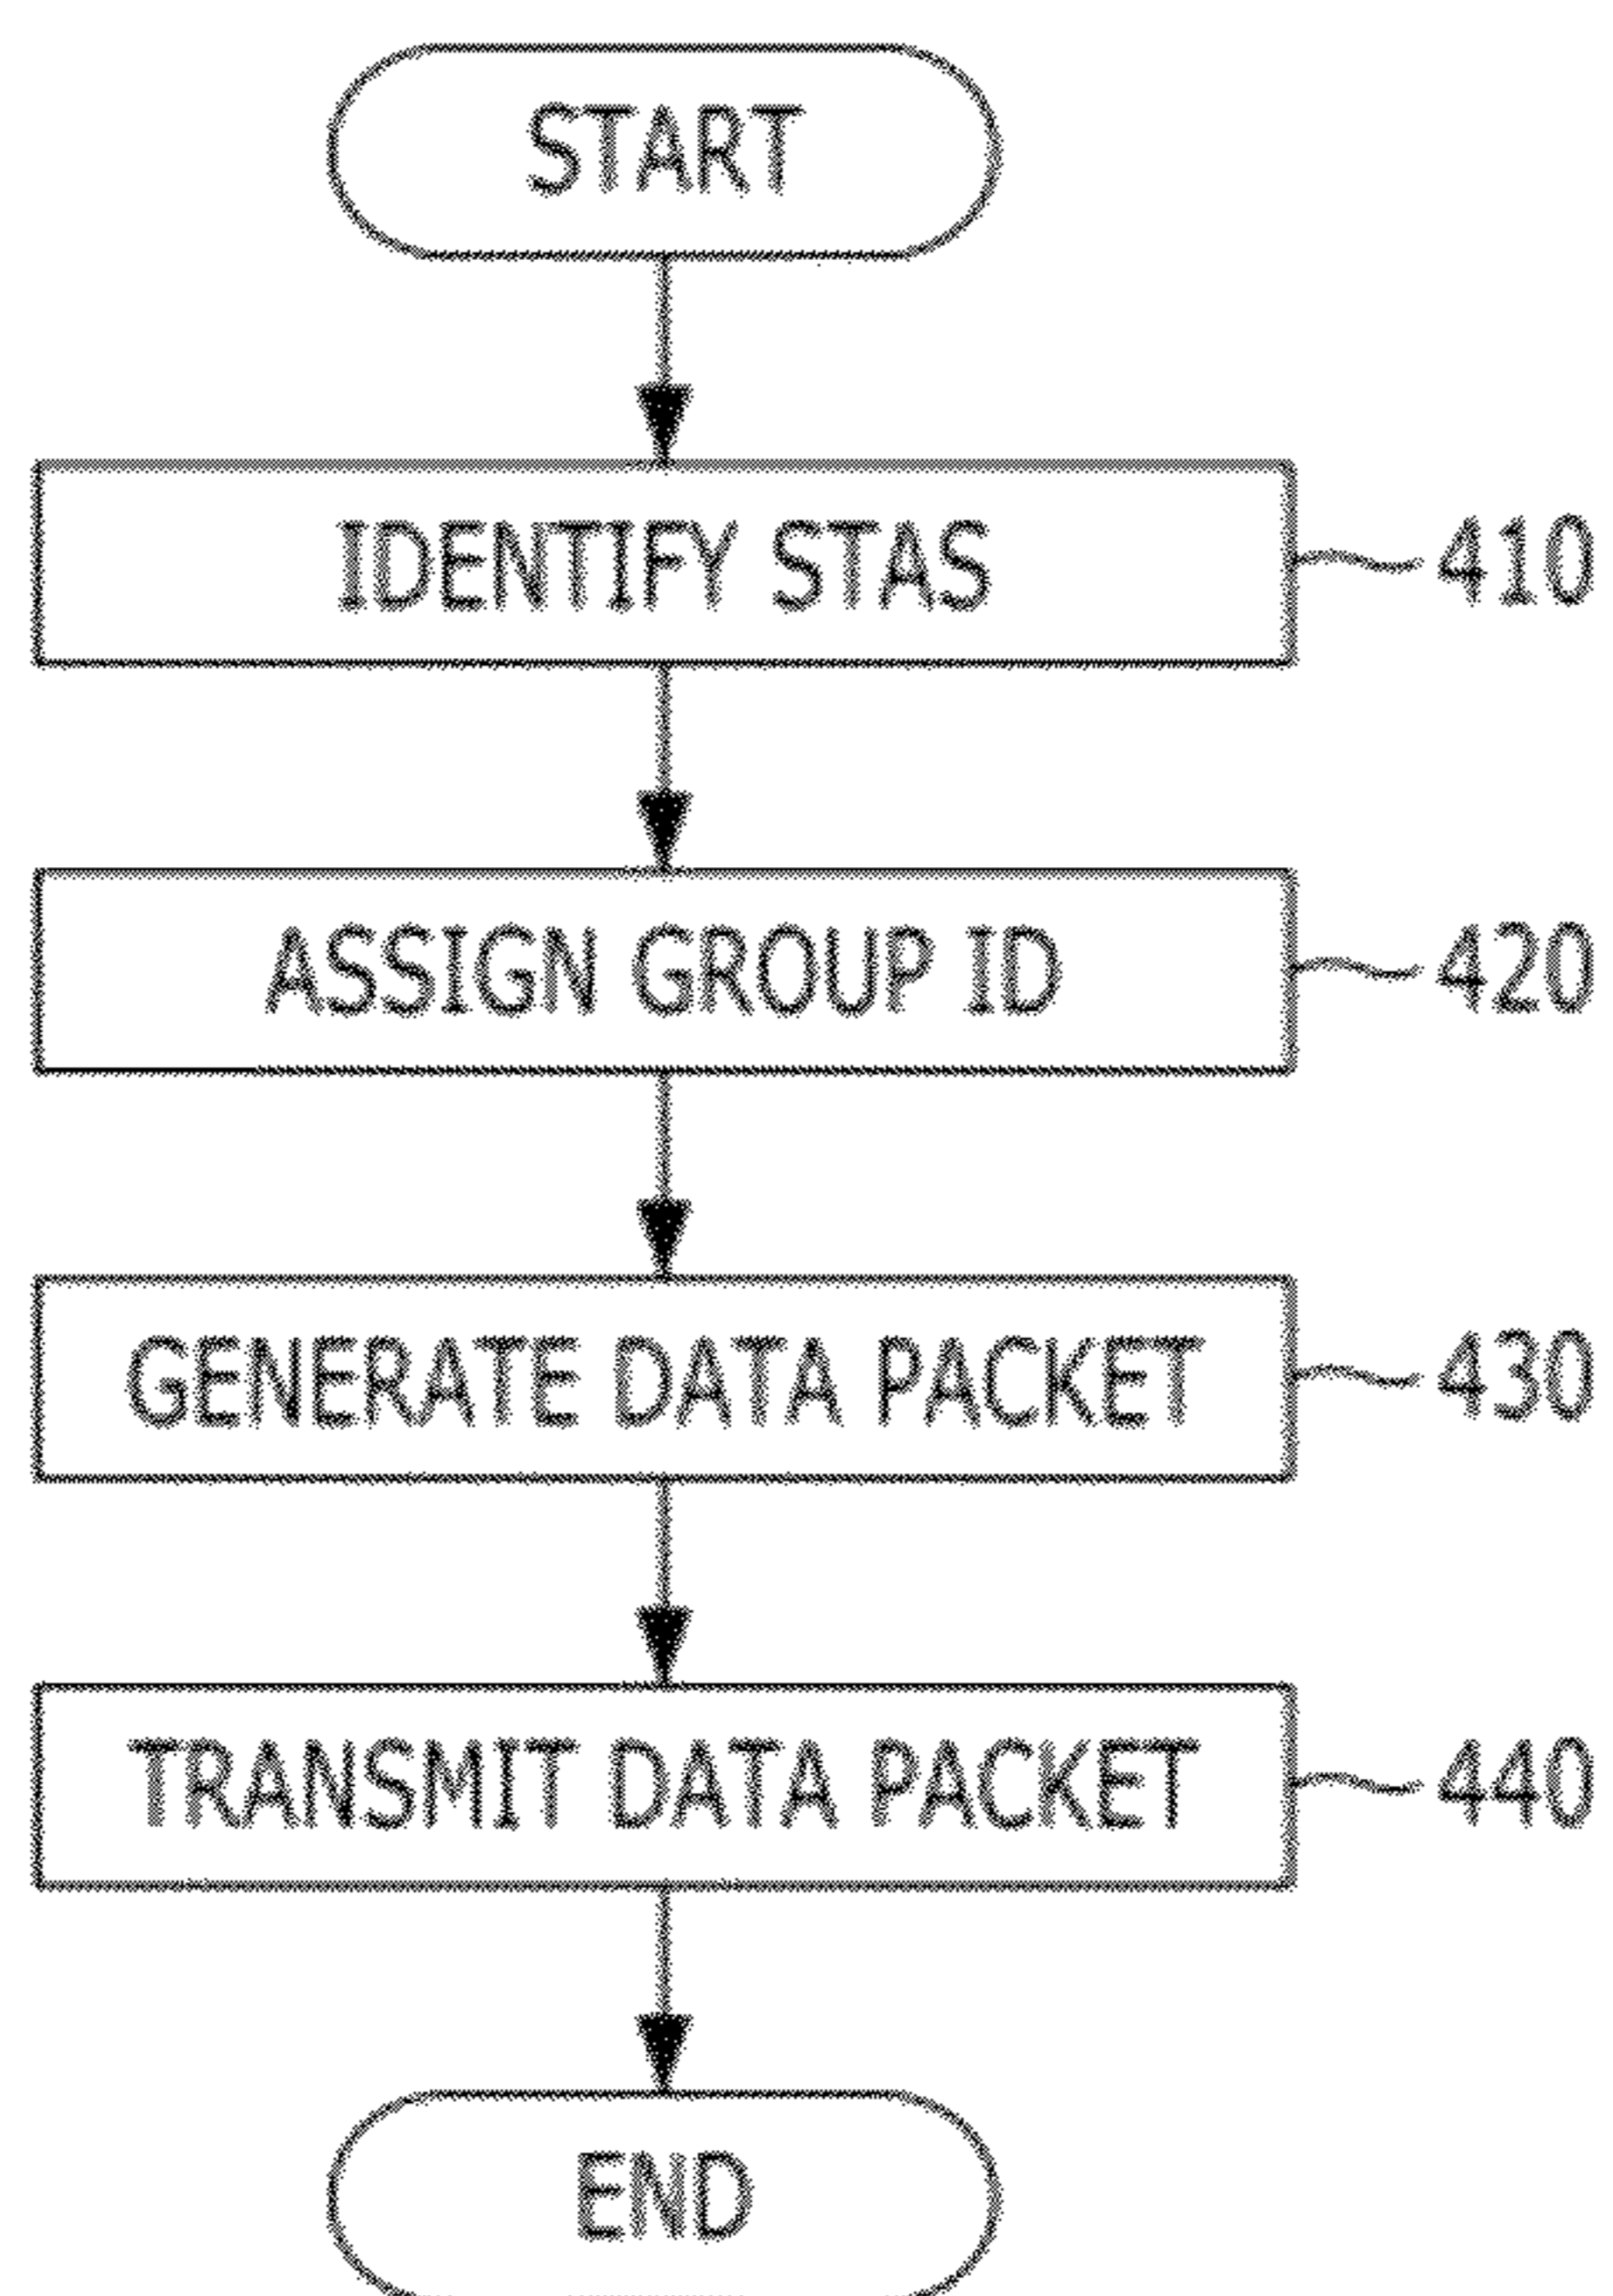 START
IDENTIFY STAS 410
ASSIGN GROUP ID 420
GENERATE DATA PACKET 430
TRANSMIT DATA PACKET 440
END